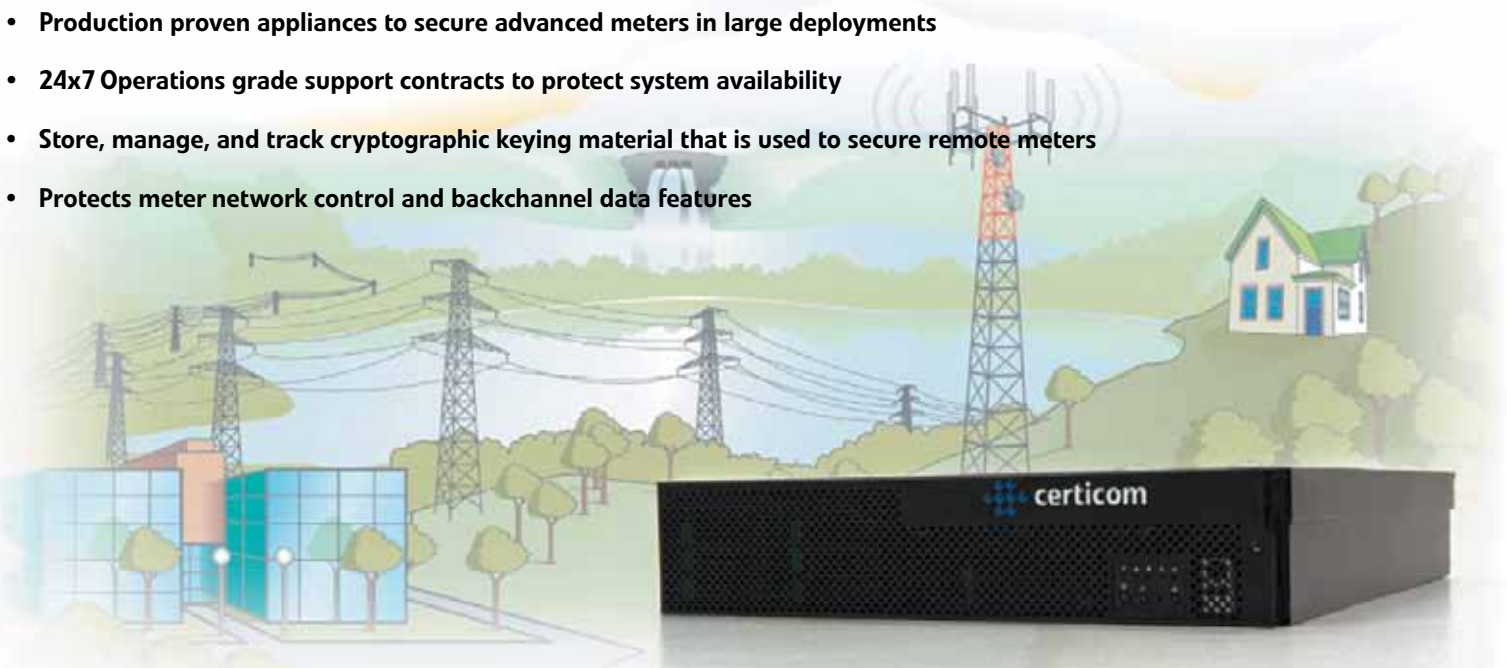 • Production proven appliances to secure advanced meters in large deployments
• 24x7 Operations grade support contracts to protect system availability
• Store, manage, and track cryptographic keying material that is used to secure remote meters
• Protects meter network control and backchannel data features
certicom